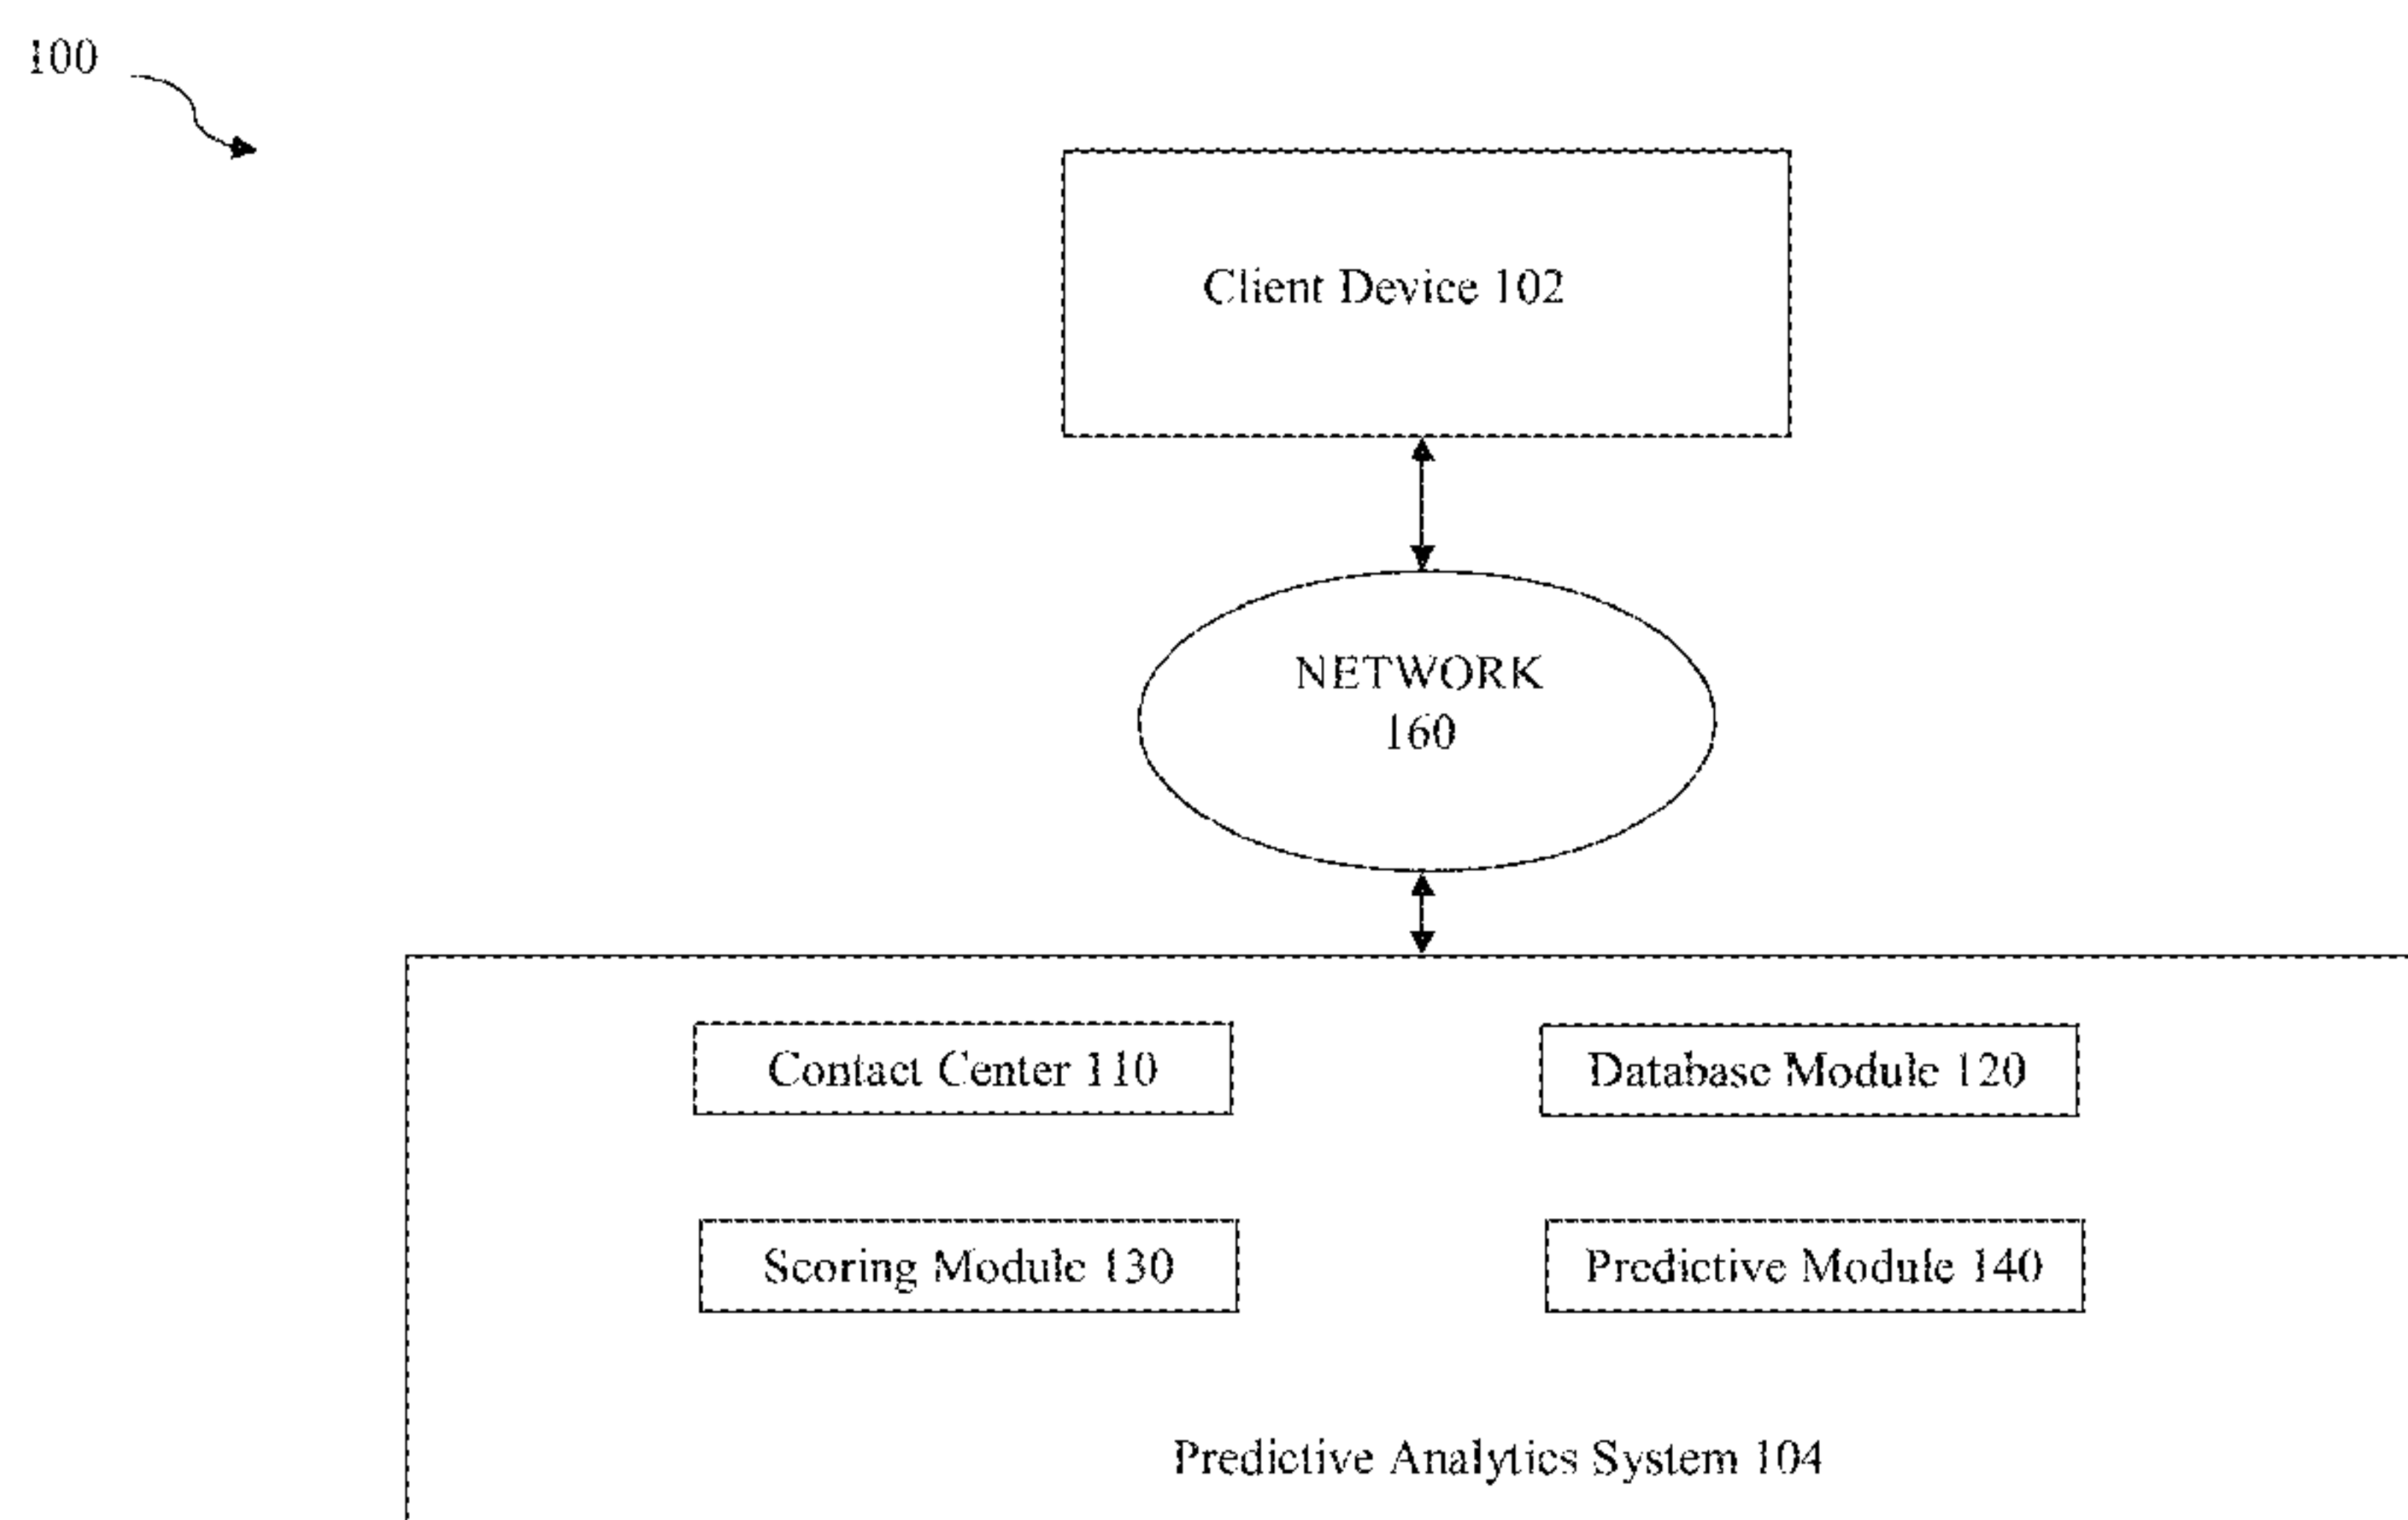 100
Client Device 102
NETWORK
160
Contact Center 110
Database Module 120
Scoring Module 130
Predictive Module 140
Predictive Analytics System 104